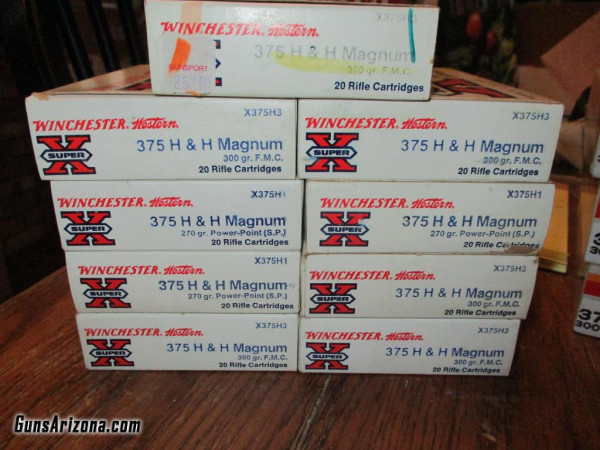 WINCHESTER Western
375 H & H Magnum
300 gr. F.M.C.
20 Rifle Cartridges
WINCHESTER Western X375H3
SUPER X
375 H & H Magnum
300 gr. F.M.C.
20 Rifle Cartridges
WINCHESTER Western X375H3
SUPER X
375 H & H Magnum
300 gr. F.M.C.
20 Rifle Cartridges
WINCHESTER Western X375H1
SUPER X
375 H & H Magnum
270 gr. Power-Point (S.P.)
20 Rifle Cartridges
WINCHESTER Western X375H1
SUPER X
375 H & H Magnum
270 gr. Power-Point (S.P.)
20 Rifle Cartridges
WINCHESTER Western X375H1
SUPER X
375 H & H Magnum
270 gr. Power-Point (S.P.)
20 Rifle Cartridges
WINCHESTER Western X375H3
SUPER X
375 H & H Magnum
300 gr. F.M.C.
20 Rifle Cartridges
WINCHESTER Western X375H3
SUPER X
375 H & H Magnum
300 gr. F.M.C.
20 Rifle Cartridges
WINCHESTER Western X375H3
SUPER X
375 H & H Magnum
300 gr. F.M.C.
20 Rifle Cartridges
GunsArizona.com